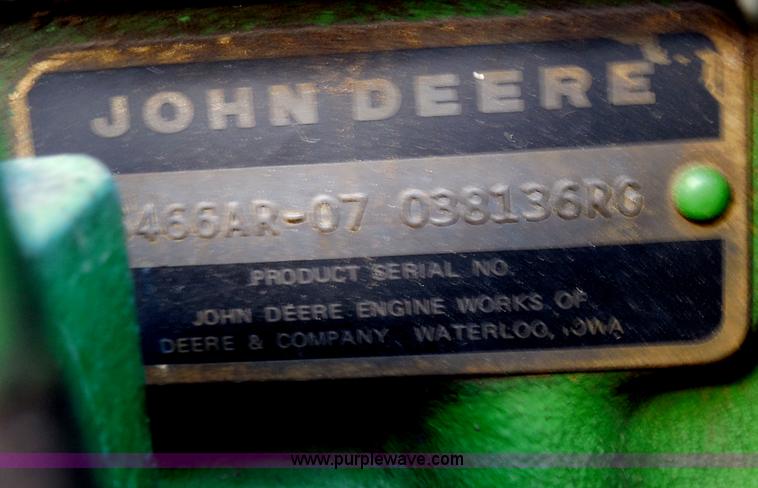 JOHN DEERE
466AR-07 038136RG
PRODUCT SERIAL NO.
JOHN DEERE ENGINE WORKS OF
DEERE & COMPANY WATERLOO, IOWA
www.purplewave.com